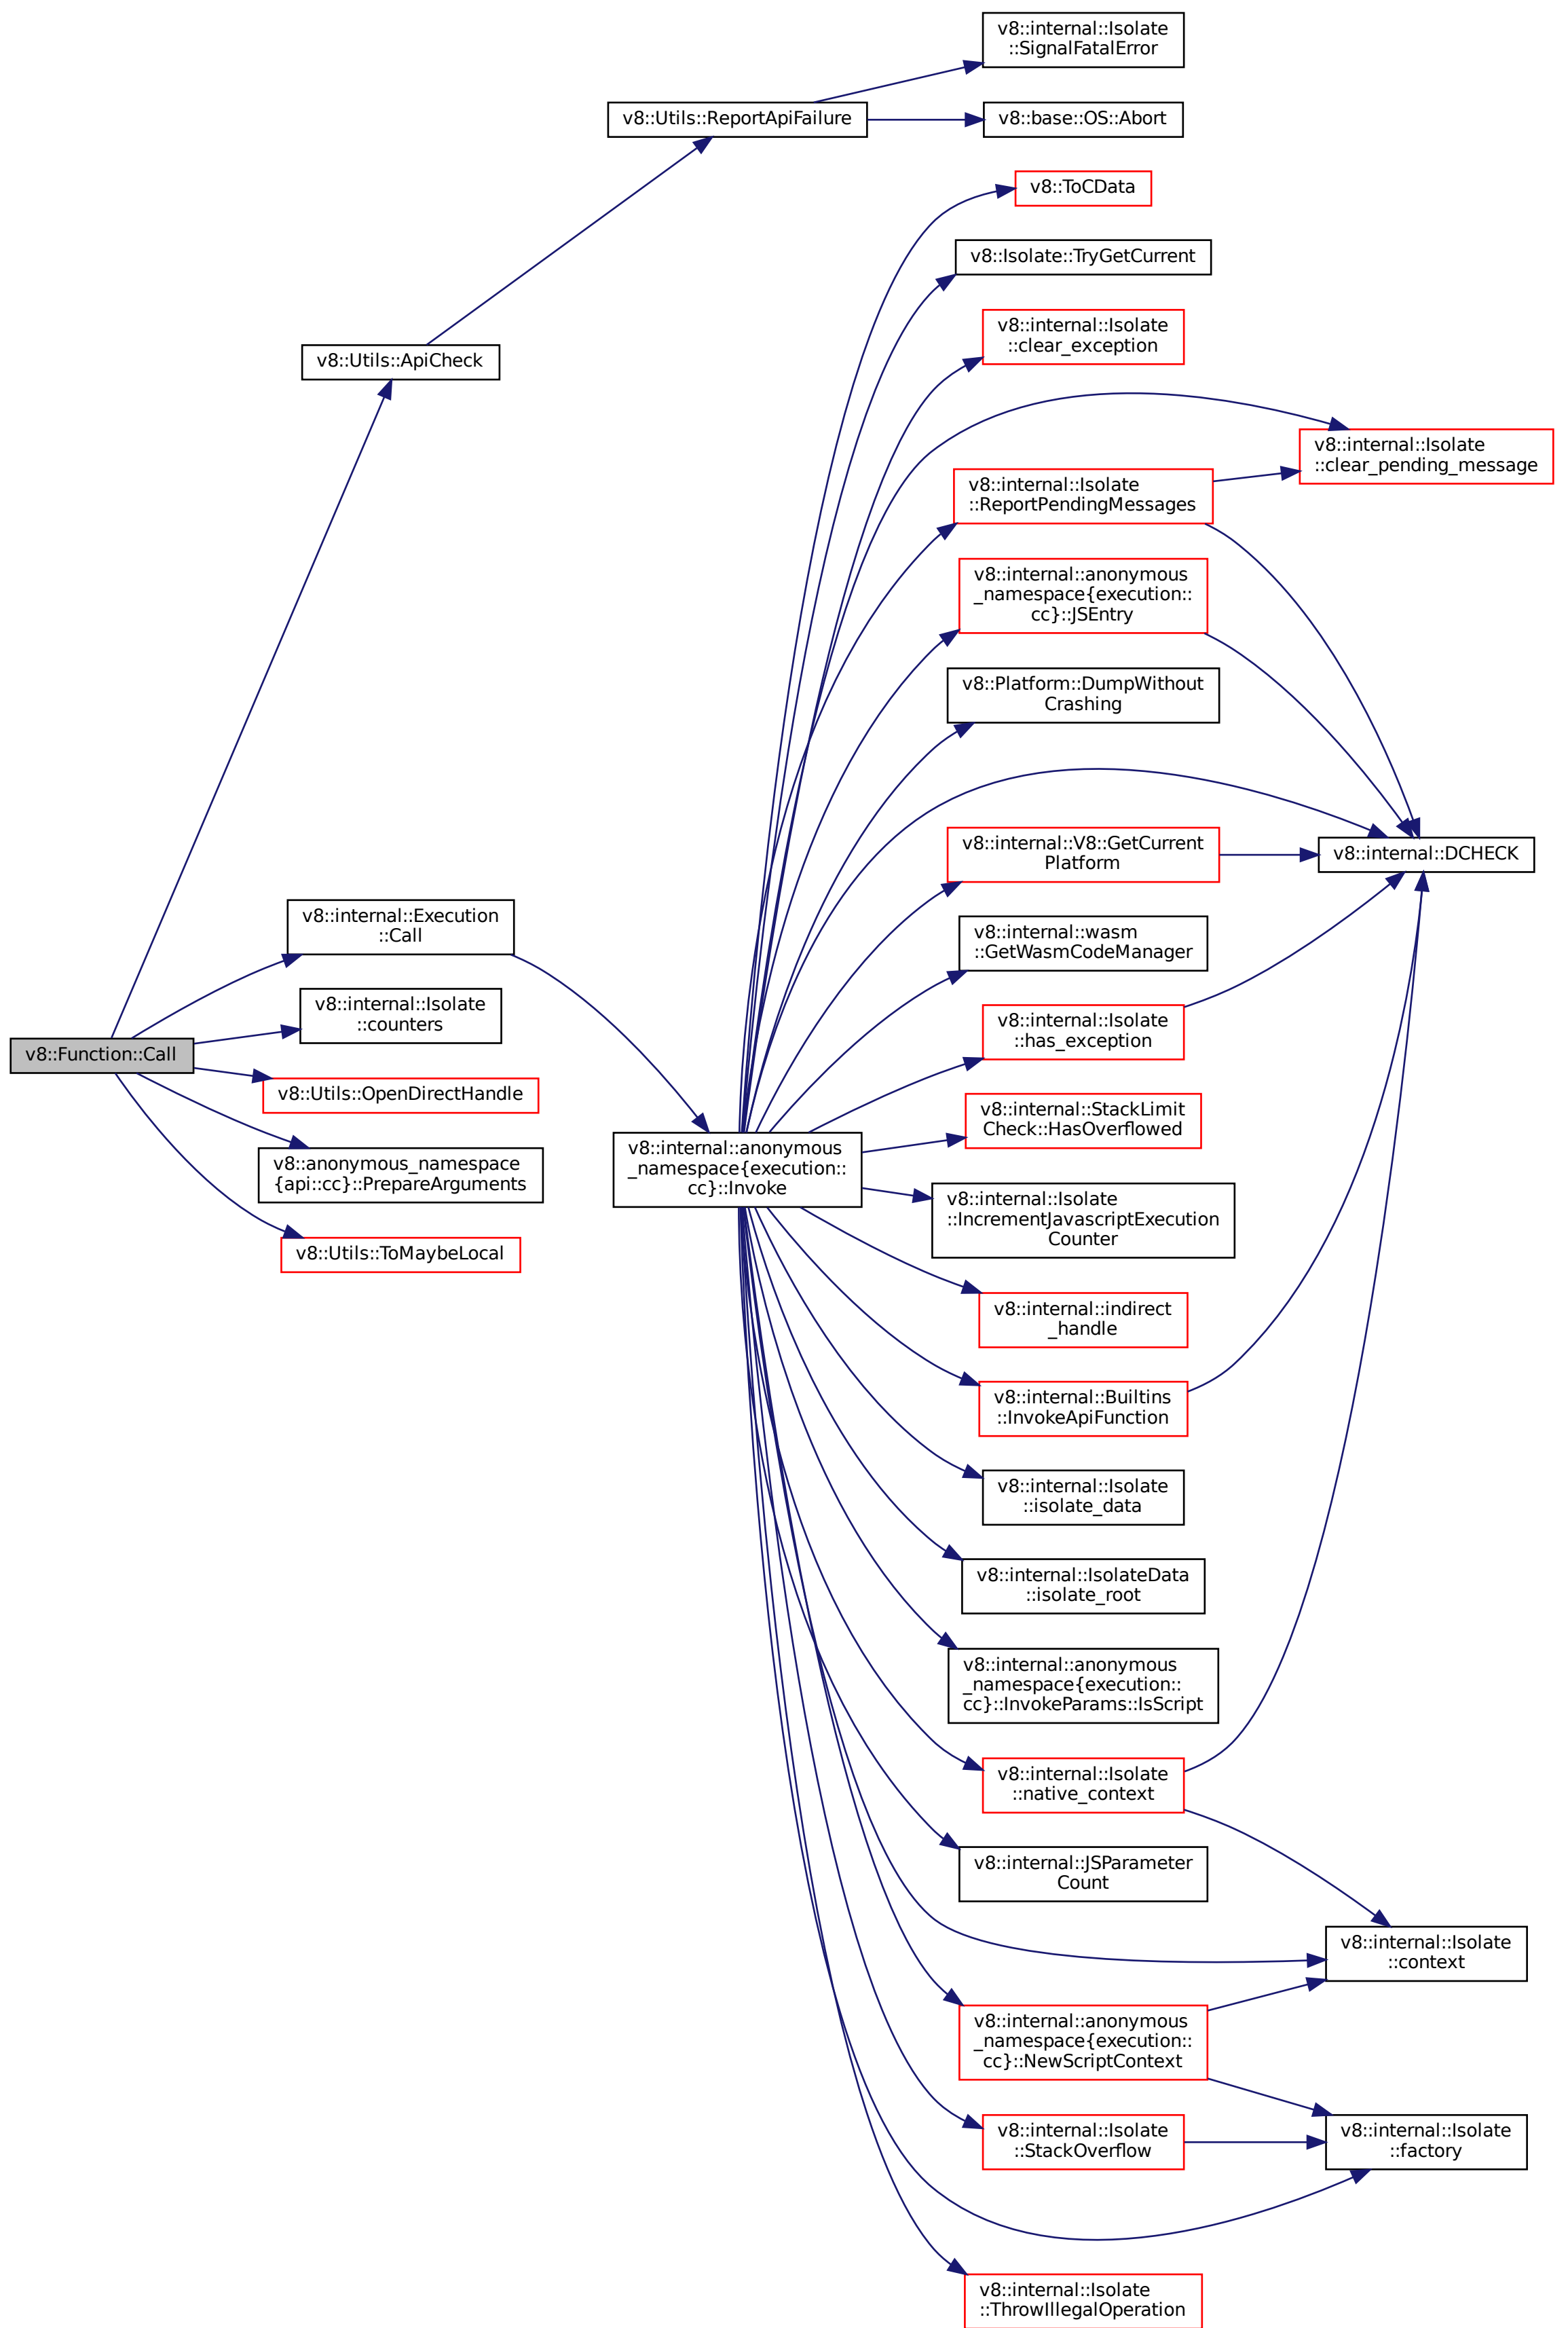 v8::internal::Isolate
::SignalFatalError
v8::Utils::ReportApiFailure
v8::base::OS::Abort
v8::ToCData
v8::Isolate::TryGetCurrent
v8::internal::Isolate
::clear_exception
v8::Utils::ApiCheck
v8::internal::Isolate
::clear_pending_message
v8::internal::Isolate
::ReportPendingMessages
v8::internal::anonymous
_namespace{execution::
cc}::JSEntry
v8::Platform::DumpWithout
Crashing
v8::internal::V8::GetCurrent
Platform
v8::internal::DCHECK
v8::internal::Execution
::Call
v8::internal::wasm
::GetWasmCodeManager
v8::internal::Isolate
::counters
v8::internal::Isolate
::has_exception
v8::Function::Call
v8::Utils::OpenDirectHandle
v8::internal::StackLimit
Check::HasOverflowed
v8::anonymous_namespace
{api::cc}::PrepareArguments
v8::internal::anonymous
_namespace{execution::
cc}::Invoke
v8::internal::Isolate
::IncrementJavascriptExecution
Counter
v8::Utils::ToMaybeLocal
v8::internal::indirect
_handle
v8::internal::Builtins
::InvokeApiFunction
v8::internal::Isolate
::isolate_data
v8::internal::IsolateData
::isolate_root
v8::internal::anonymous
_namespace{execution::
cc}::InvokeParams::IsScript
v8::internal::Isolate
::native_context
v8::internal::JSParameter
Count
v8::internal::Isolate
::context
v8::internal::anonymous
_namespace{execution::
cc}::NewScriptContext
v8::internal::Isolate
::StackOverflow
v8::internal::Isolate
::factory
v8::internal::Isolate
::ThrowIllegalOperation